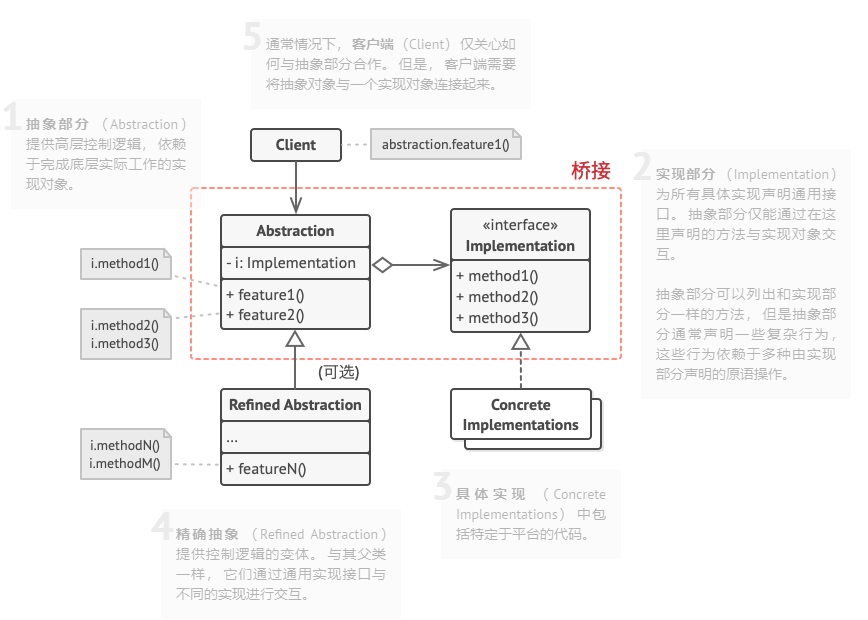 5
通常情况下， 客户端 （Client） 仅关心如
何与抽象部分合作。 但是， 客户端需要
将抽象对象与一个实现对象连接起来。
1
抽象部分 （Abstraction）
提供高层控制逻辑， 依赖
于完成底层实际工作的实
现对象。
Client
abstraction.feature1()
桥接
2
实现部分 （Implementation）
为所有具体实现声明通用接
口。 抽象部分仅能通过在这
里声明的方法与实现对象交
互。
抽象部分可以列出和实现部
分一样的方法， 但是抽象部
分通常声明一些复杂行为，
这些行为依赖于多种由实现
部分声明的原语操作。
Abstraction
- i: Implementation
+ feature1()
+ feature2()
«interface»
Implementation
+ method1()
+ method2()
+ method3()
i.method1()
i.method2()
i.method3()
(可选)
Refined Abstraction
...
+ featureN()
Concrete
Implementations
i.methodN()
i.methodM()
3
具体实现 （Concrete
Implementations） 中包
括特定于平台的代码。
4
精确抽象 （Refined Abstraction）
提供控制逻辑的变体。 与其父类
一样， 它们通过通用实现接口与
不同的实现进行交互。